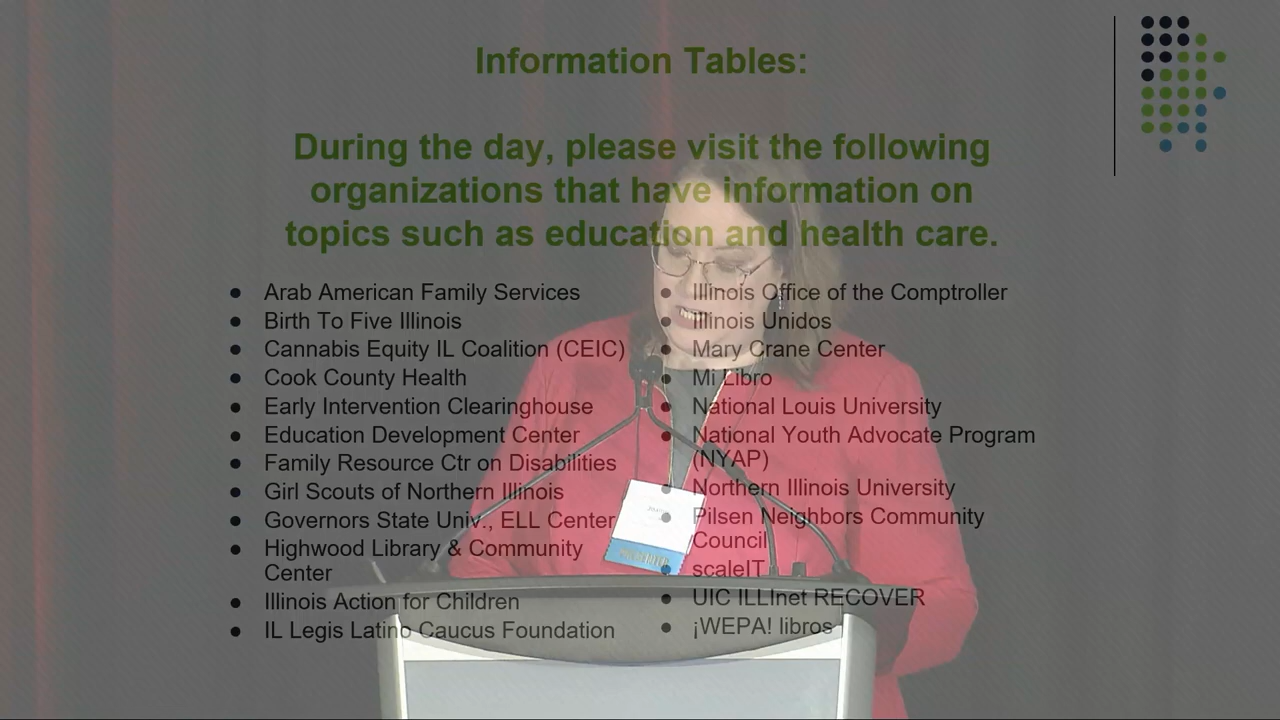 Information Tables:
During the day, please visit the following
organizations that have information on
topics such as education and health care.
● Arab American Family Services
● Birth To Five Illinois
● Cannabis Equity IL Coalition (CEIC)
● Cook County Health
● Early Intervention Clearinghouse
● Education Development Center
● Family Resource Ctr on Disabilities
● Girl Scouts of Northern Illinois
● Governors State Univ., ELL Center
● Highwood Library & Community
Center
● Illinois Action for Children
● IL Legis Latino Caucus Foundation
● Illinois Office of the Comptroller
● Illinois Unidos
● Mary Crane Center
● Mi Libro
● National Louis University
● National Youth Advocate Program
(NYAP)
● Northern Illinois University
● Pilsen Neighbors Community
Council
● scaleIT
● UIC ILLInet RECOVER
● ¡WEPA! libros